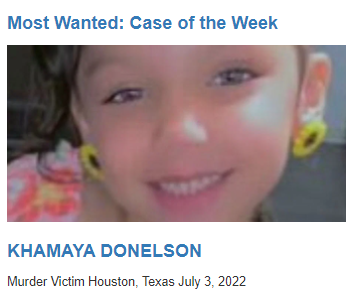 Most Wanted: Case of the Week
KHAMAYA DONELSON
Murder Victim Houston, Texas July 3, 2022